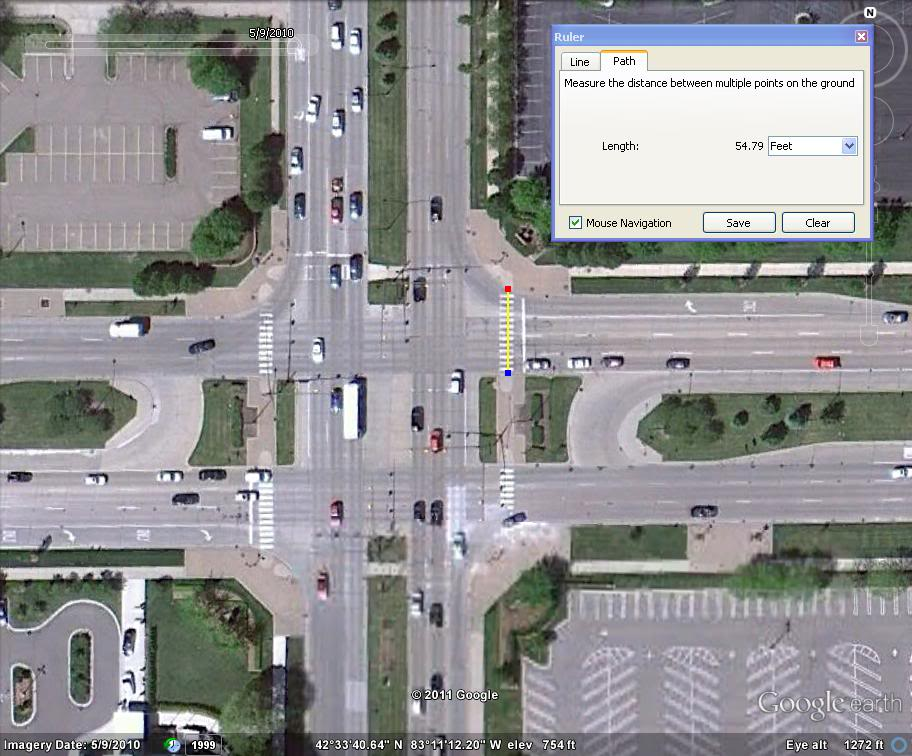 5/9/2010
N
Ruler
Line Path
Measure the distance between multiple points on the ground
Length: 54.79 Feet
Mouse Navigation Save Clear
© 2011 Google
Google earth
Imagery Date: 5/9/2010 1999 42°33'40.64" N 83°11'12.20" W elev 754 ft Eye alt 1272 ft